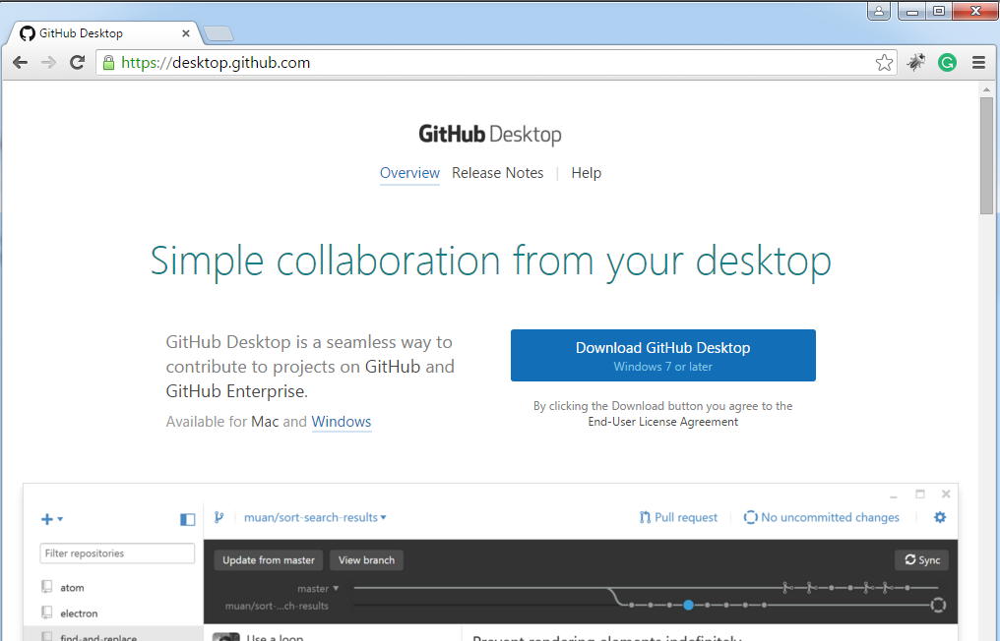 GitHub Desktop
https://desktop.github.com
GitHub Desktop
Overview Release Notes | Help
Simple collaboration from your desktop
GitHub Desktop is a seamless way to
contribute to projects on GitHub and
GitHub Enterprise.
Available for Mac and Windows
Download GitHub Desktop
Windows 7 or later
By clicking the Download button you agree to the
End-User License Agreement
muan/sort-search-results
Pull request
No uncommitted changes
Filter repositories
Update from master
View branch
Sync
atom
master
electron
muan/sort-...ch-results
find-and-replace
Use a loop
Prevent rendering elements indefinitely